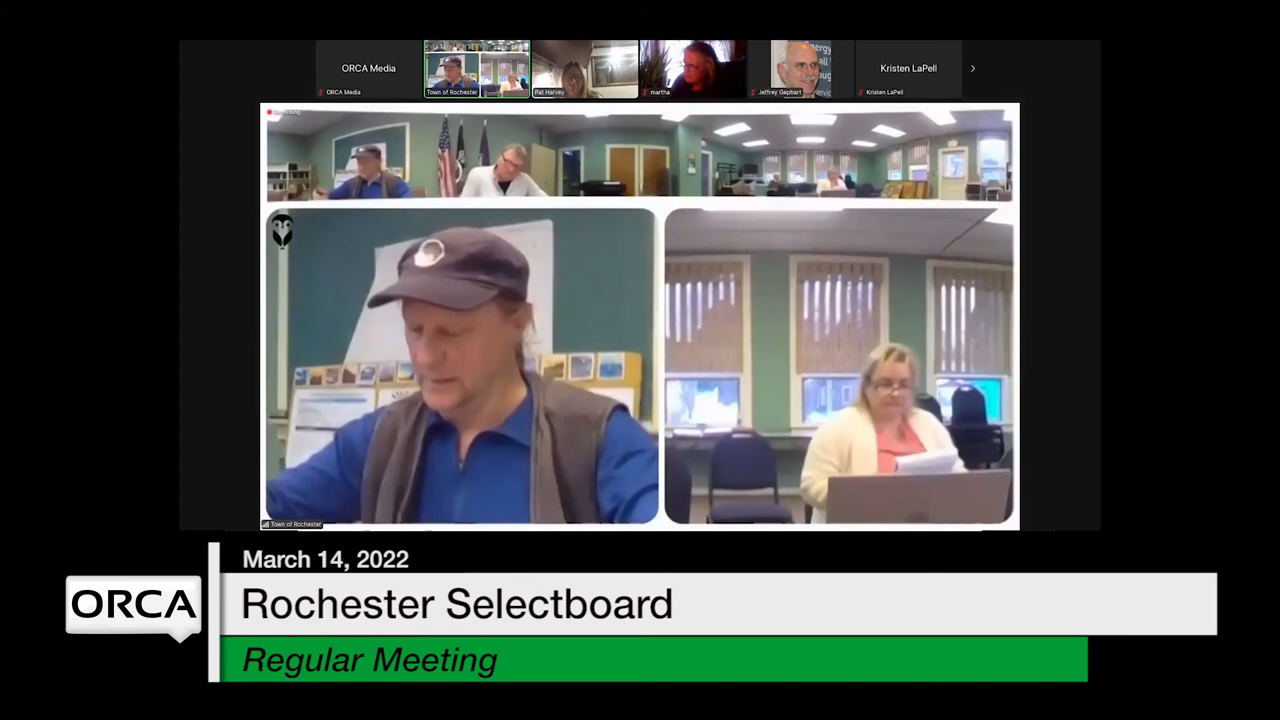 ORCA Media
Kristen LaPell
ORCA Media
Town of Rochester
Pat Harvey
martha
Jeffrey Gephart
Kristen LaPell
Town of Rochester
March 14, 2022
ORCA
Rochester Selectboard
Regular Meeting